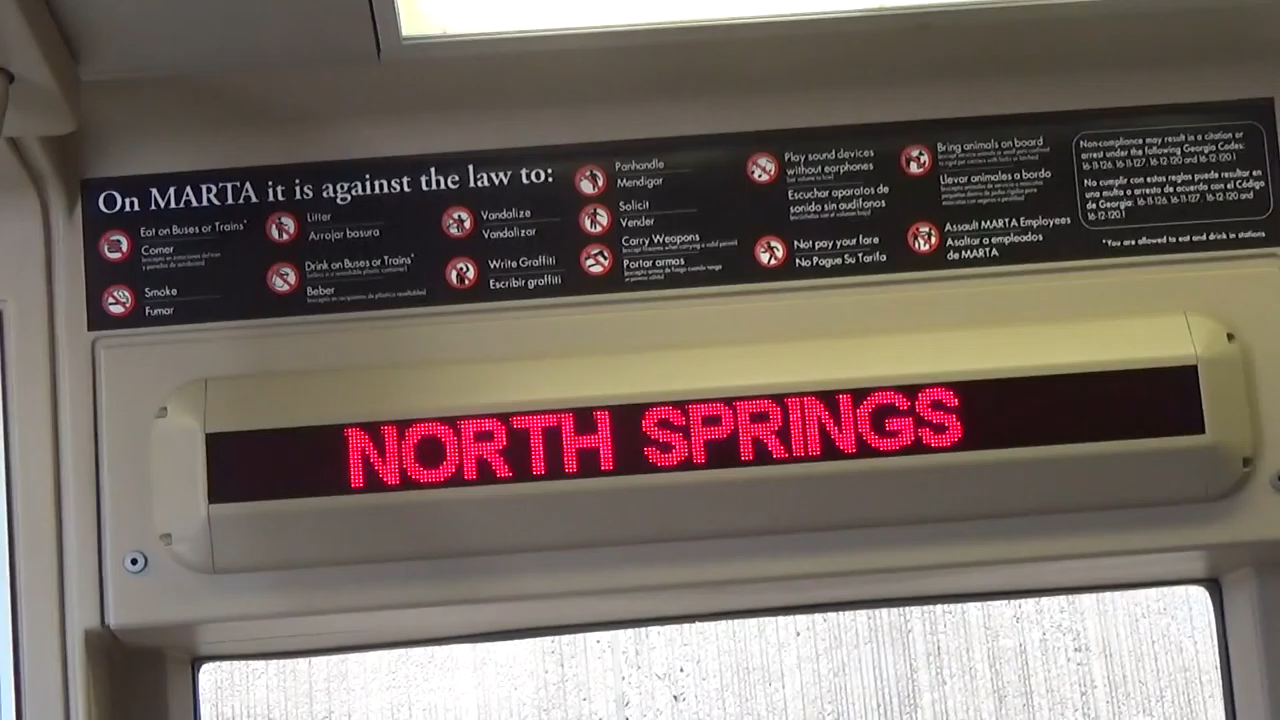 On MARTA it is against the law to:
Eat on Buses or Trains*
Comer
Smoke
Fumar
Litter
Arrojar basura
Drink on Buses or Trains*
Beber
Vandalize
Vandalizar
Write Graffiti
Escribir graffiti
Panhandle
Mendigar
Solicit
Vender
Carry Weapons
Portar armas
Play sound devices
without earphones
Escuchar aparatos de
sonido sin audífonos
Not pay your fare
No Pague Su Tarifa
Bring animals on board
Llevar animales a bordo
Assault MARTA Employees
Asaltar a empleados
de MARTA
Non-compliance may result in a citation or
arrest under the following Georgia Codes:
16-11-126, 16-11-127, 16-12-120 and 16-12-120.1
No cumplir con estas reglas puede resultar en
una multa o arresto de acuerdo con el Código
de Georgia: 16-11-126, 16-11-127, 16-12-120 and
16-12-120.1
*You are allowed to eat and drink in stations
NORTH SPRINGS